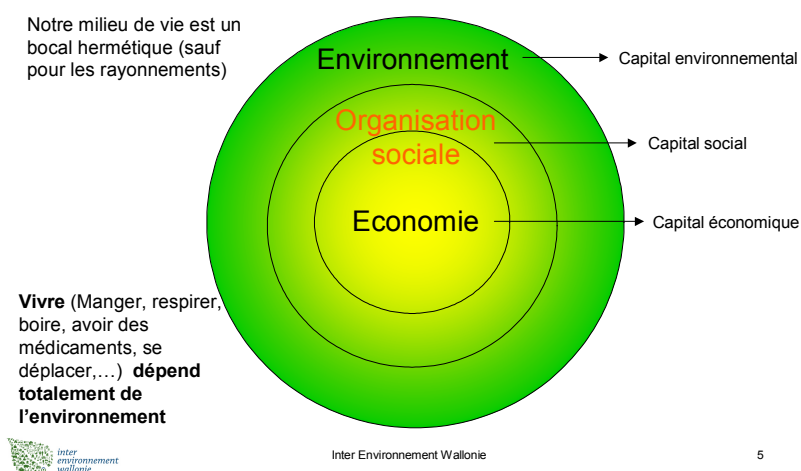 Notre milieu de vie est un
bocal hermétique (sauf
pour les rayonnements)
Environnement
Capital environnemental
Organisation
sociale
Capital social
Economie
Capital économique
Vivre (Manger, respirer,
boire, avoir des
médicaments, se
déplacer,…) dépend
totalement de
l’environnement
inter
environnement
wallonie
Inter Environnement Wallonie
5